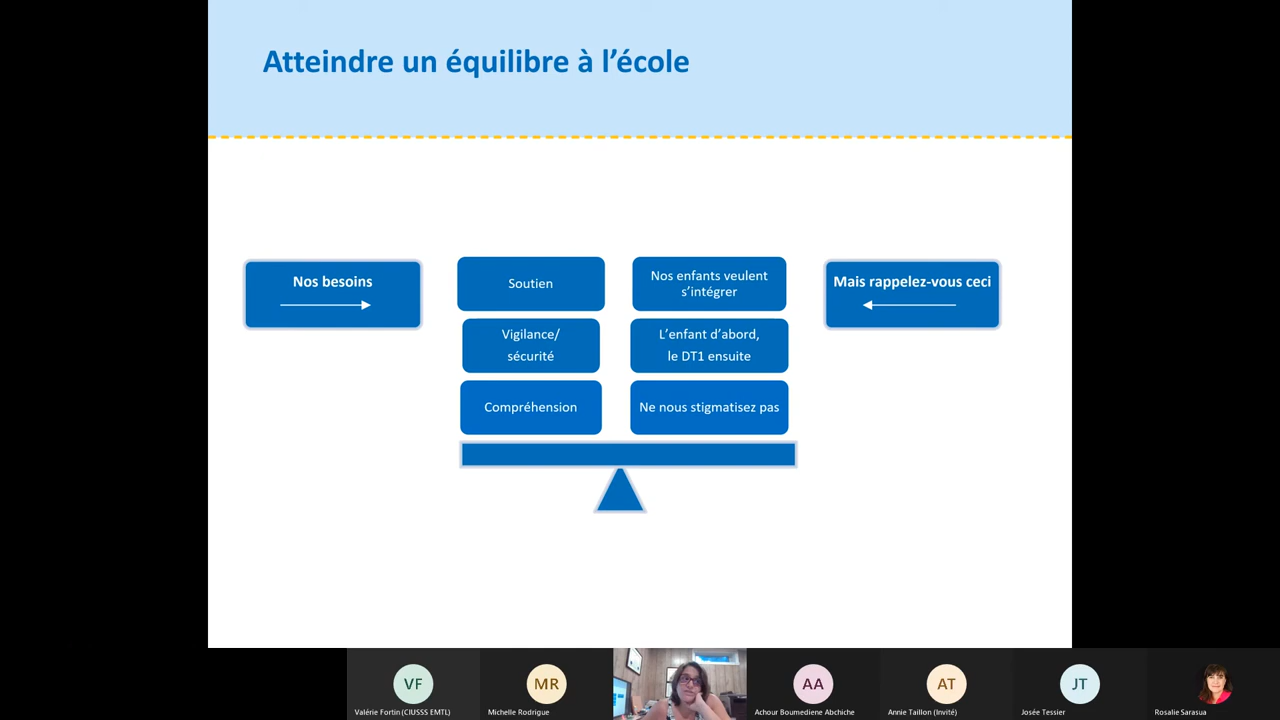 Atteindre un équilibre à l’école
Nos besoins
Soutien
Nos enfants veulent
s’intégrer
Mais rappelez-vous ceci
Vigilance/
sécurité
L’enfant d’abord,
le DT1 ensuite
Compréhension
Ne nous stigmatisez pas
VF
MR
AA
AT
JT
Valérie Fortin (CIUSSS EMTL)
Michelle Rodrigue
Achour Boumediene Abchiche
Annie Taillon (Invité)
Josée Tessier
Rosalie Sarasua